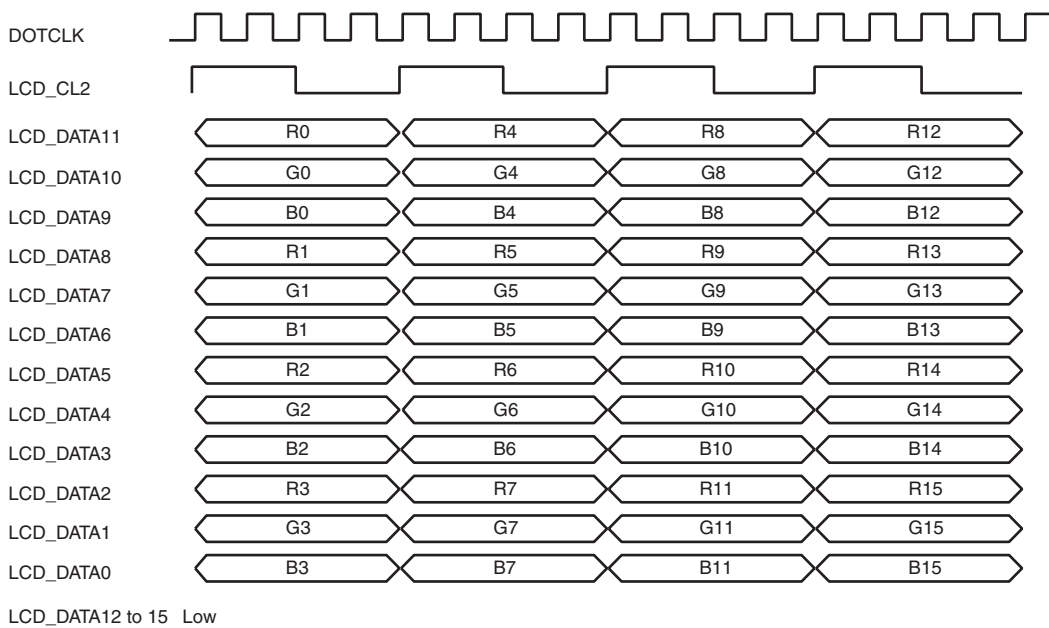 DOTCLK
LCD_CL2
LCD_DATA11 R0 R4 R8 R12
LCD_DATA10 G0 G4 G8 G12
LCD_DATA9 B0 B4 B8 B12
LCD_DATA8 R1 R5 R9 R13
LCD_DATA7 G1 G5 G9 G13
LCD_DATA6 B1 B5 B9 B13
LCD_DATA5 R2 R6 R10 R14
LCD_DATA4 G2 G6 G10 G14
LCD_DATA3 B2 B6 B10 B14
LCD_DATA2 R3 R7 R11 R15
LCD_DATA1 G3 G7 G11 G15
LCD_DATA0 B3 B7 B11 B15
LCD_DATA12 to 15 Low